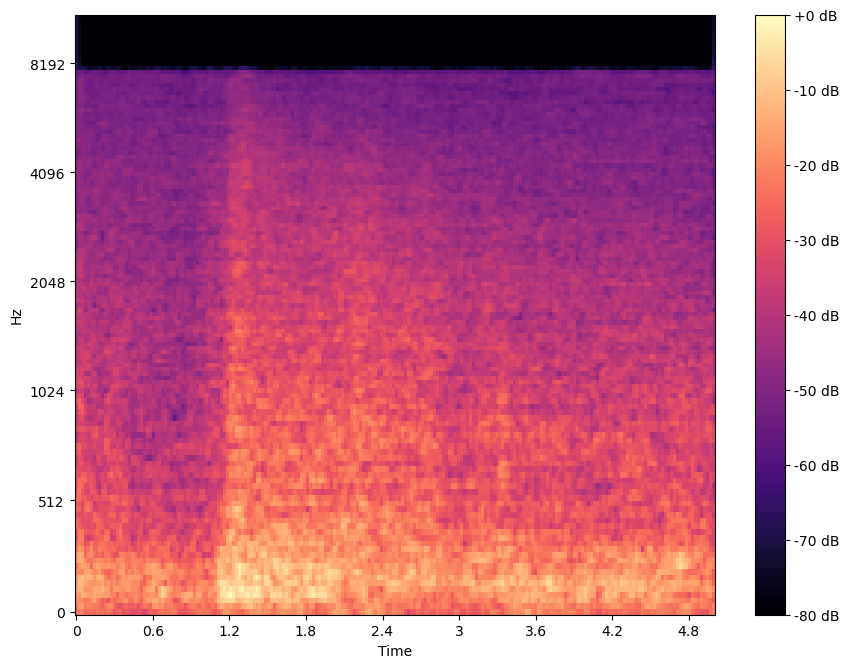 +0 dB
8192
-10 dB
4096
-20 dB
-30 dB
2048
Hz
-40 dB
1024
-50 dB
512
-60 dB
-70 dB
0
-80 dB
0 0.6 1.2 1.8 2.4 3 3.6 4.2 4.8
Time